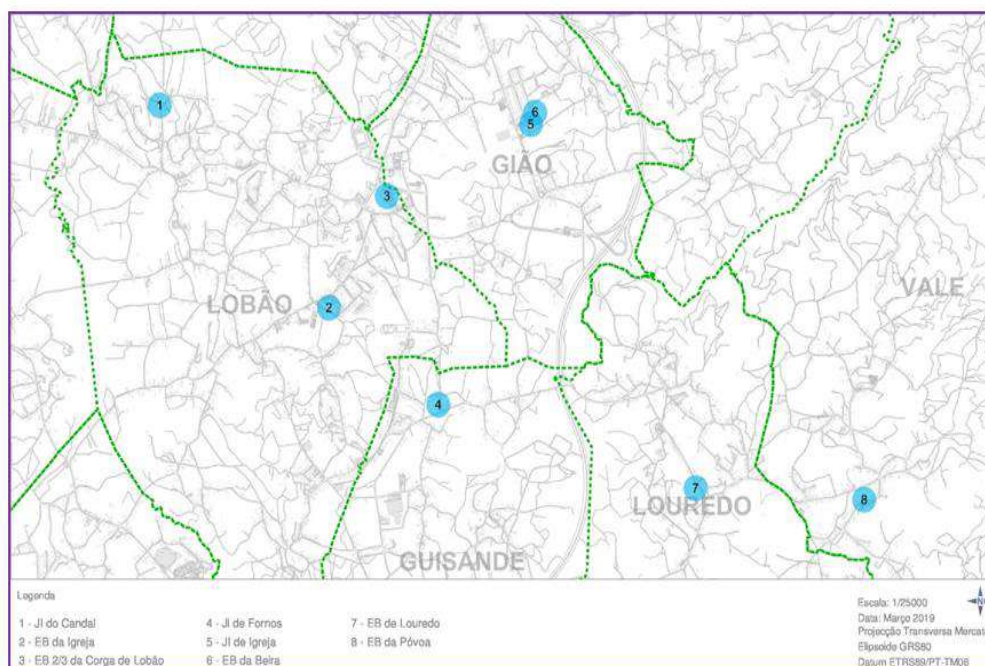 1
6
5
GIÃO
3
LOBÃO
2
VALE
4
7
LOUREDO
8
GUISANDE
Legenda
1 - JI do Candal
2 - EB da Igreja
3 - EB 2/3 da Corga de Lobão
4 - JI de Fornos
5 - JI de Igreja
6 - EB da Beira
7 - EB de Louredo
8 - EB da Póvoa
Escala: 1/25000
Data: Março 2019
Projecção Transversa Mercat
Elipsoide GRS80
Datum ETRS89/PT-TM06
N